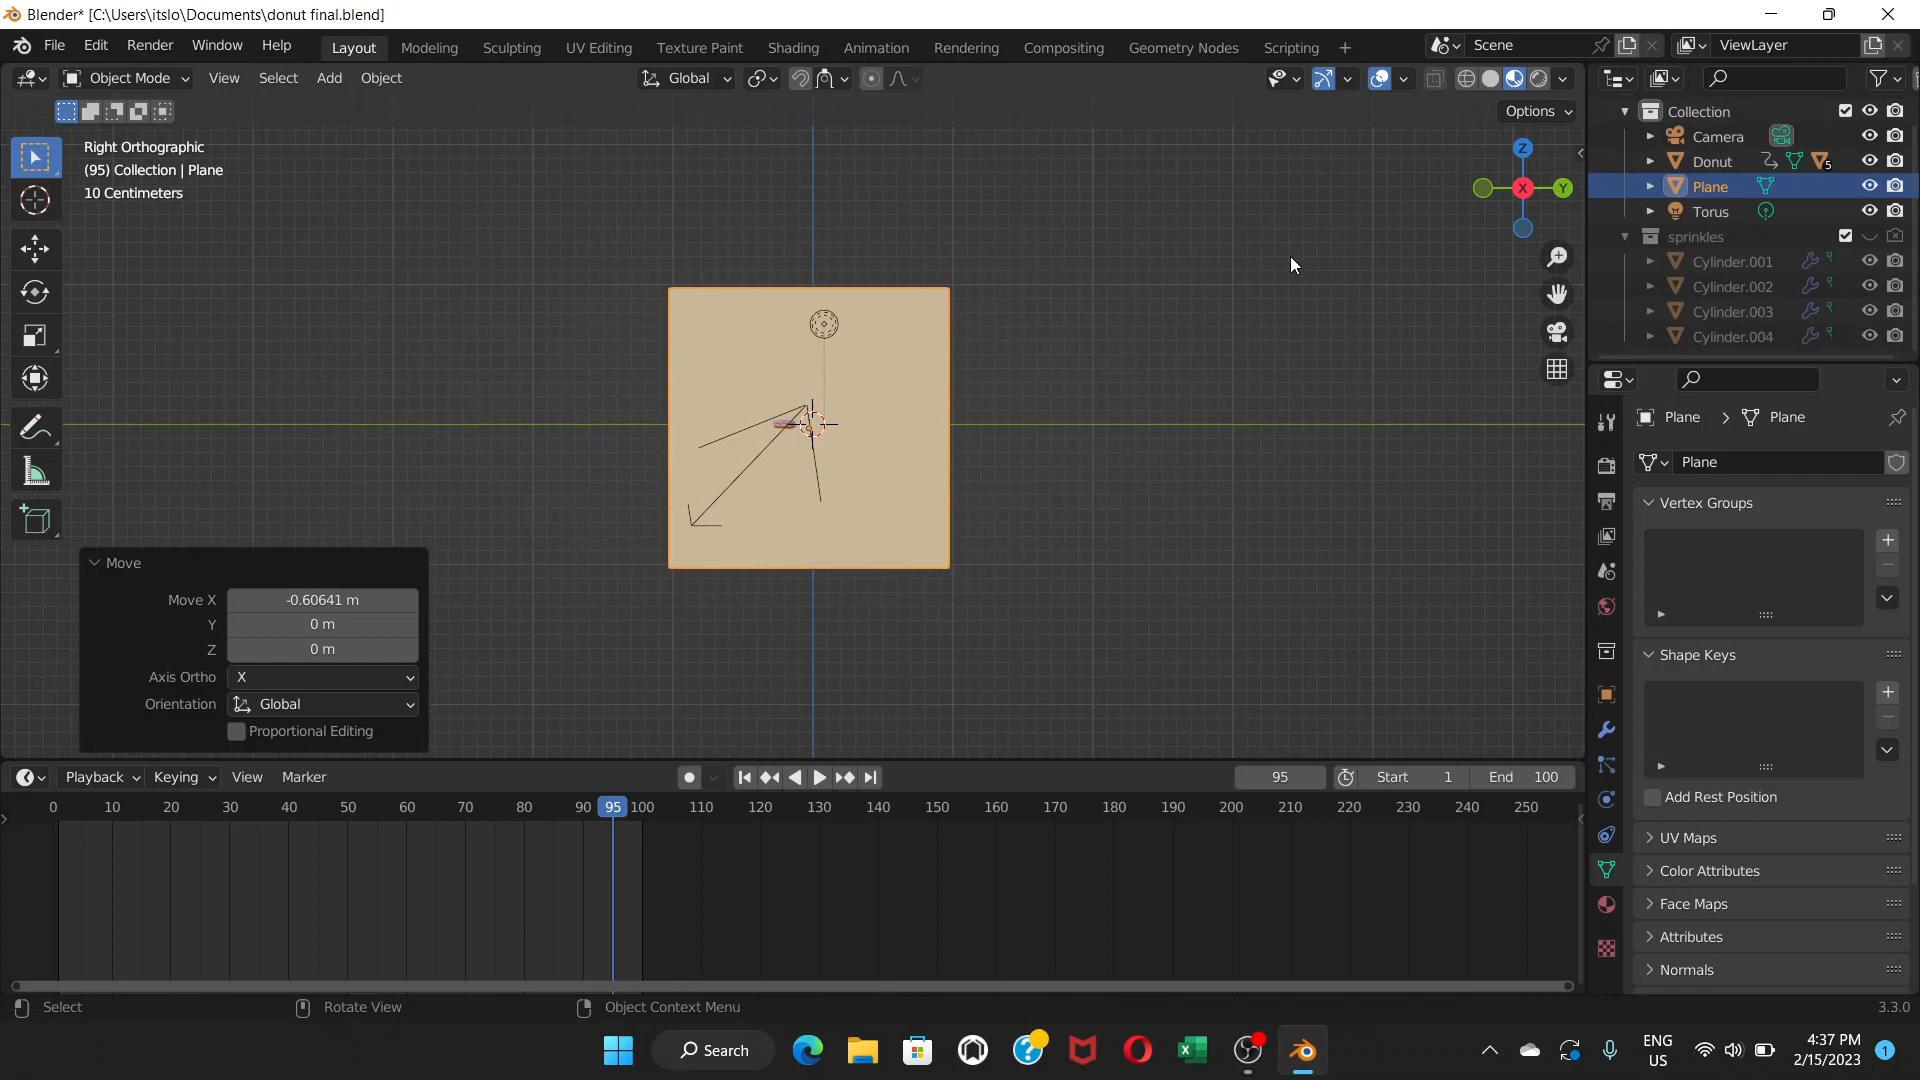 Blender* [C:\Users\itslo\Documents\donut final.blend]
File Edit Render Window Help Layout Modeling Sculpting UV Editing Texture Paint Shading Animation Rendering Compositing Geometry Nodes Scripting + Scene ViewLayer
Object Mode View Select Add Object Global
Options
Right Orthographic
(95) Collection | Plane
10 Centimeters
Z
X
Y
Collection
Camera
Donut 5
Plane
Torus
sprinkles
Cylinder.001
Cylinder.002
Cylinder.003
Cylinder.004
Plane > Plane
Plane
Vertex Groups
Shape Keys
Add Rest Position
UV Maps
Color Attributes
Face Maps
Attributes
Normals
Move
Move X -0.60641 m
Y 0 m
Z 0 m
Axis Ortho X
Orientation Global
Proportional Editing
Playback Keying View Marker 95 Start 1 End 100
0 10 20 30 40 50 60 70 80 90 95 100 110 120 130 140 150 160 170 180 190 200 210 220 230 240 250
Select Rotate View Object Context Menu 3.3.0
Search
ENG
US
4:37 PM
2/15/2023
1